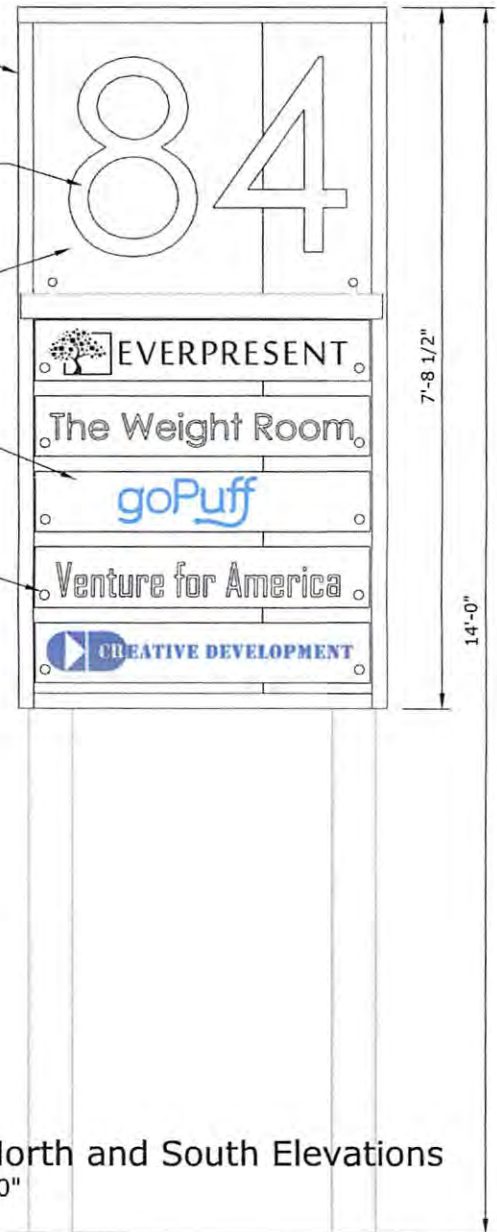 84
EVERPRESENT
The Weight Room
goPuff
Venture for America
CREATIVE DEVELOPMENT
7'-8 1/2"
14'-0"
North and South Elevations
0"